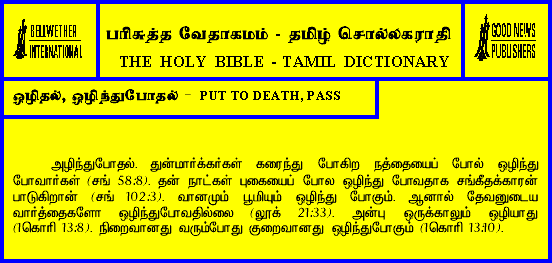 BELLWETHER
INTERNATIONAL
பரிசுத்த வேதாகமம் - தமிழ் சொல்லகராதி
THE HOLY BIBLE - TAMIL DICTIONARY
GOOD NEWS
PUBLISHERS
ஒழிதல், ஒழிந்துபோதல் - PUT TO DEATH, PASS
அழிந்துபோதல். துன்மார்க்கர்கள் கரைந்து போகிற நத்தையைப் போல் ஒழிந்து
போவார்கள் (சங் 58:8). தன் நாட்கள் புகையைப் போல ஒழிந்து போவதாக சங்கீதக்காரன்
பாடுகிறான் (சங் 102:3). வானமும் பூமியும் ஒழிந்து போகும். ஆனால் தேவனுடைய
வார்த்தைகளோ ஒழிந்துபோவதில்லை (லூக் 21:33). அன்பு ஒருக்காலும் ஒழியாது
(1கொரி 13:8). நிறைவானது வரும்போது குறைவானது ஒழிந்துபோகும் (1கொரி 13:10).